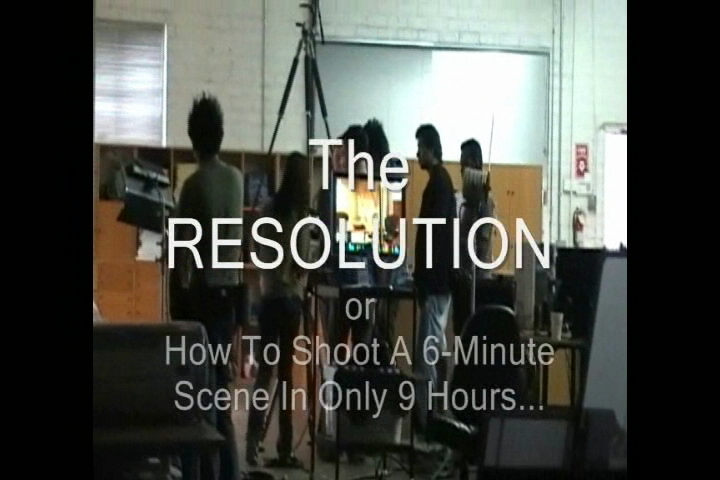 The
RESOLUTION
or
How To Shoot A 6-Minute
Scene In Only 9 Hours...